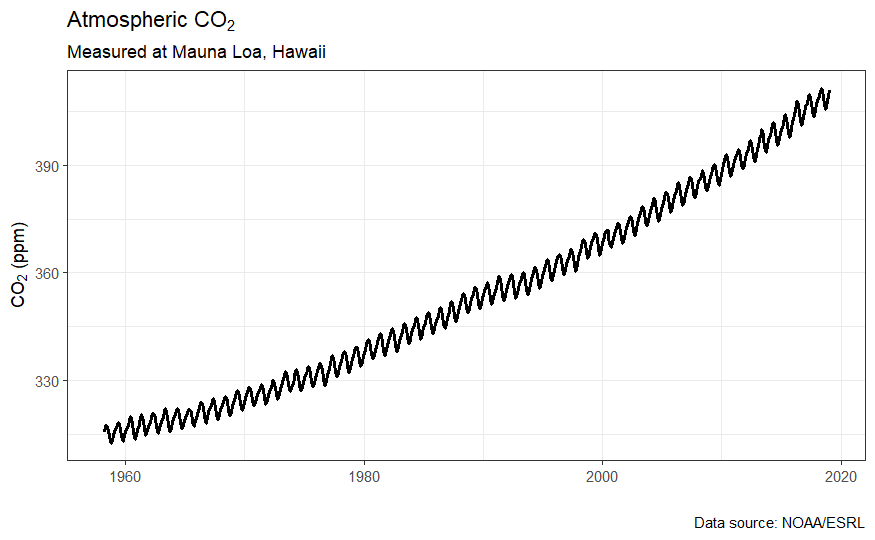 Atmospheric CO₂
Measured at Mauna Loa, Hawaii
CO₂ (ppm)
390
360
330
1960
1980
2000
2020
Data source: NOAA/ESRL